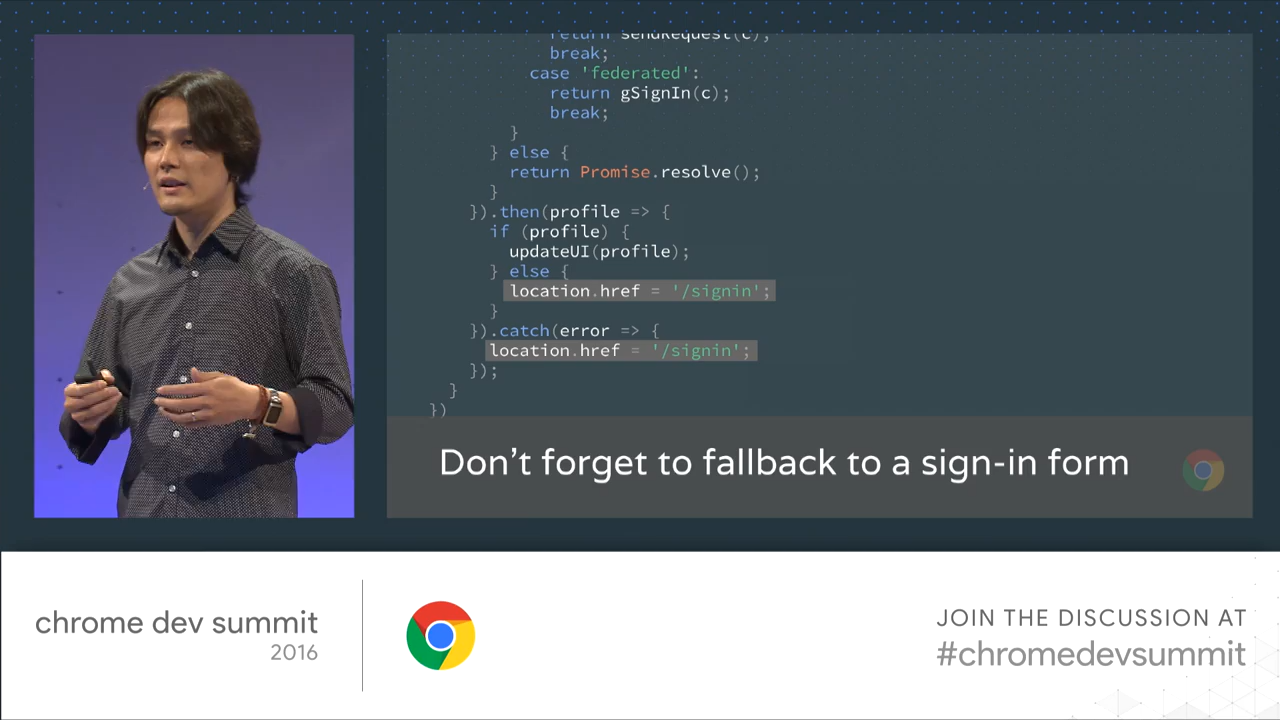 return sendRequest(c);
break;
case 'federated':
return gSignIn(c);
break;
}
} else {
return Promise.resolve();
}
}).then(profile => {
if (profile) {
updateUI(profile);
} else {
location.href = '/signin';
}
}).catch(error => {
location.href = '/signin';
});
}
})
Don't forget to fallback to a sign-in form
chrome dev summit
2016
JOIN THE DISCUSSION AT
#chromedevsummit